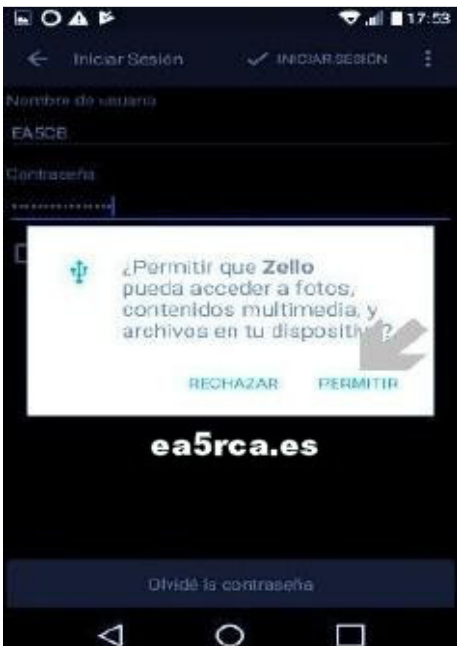 17:53
Iniciar Sesión
INICIAR SESIÓN
Nombre de usuario
EA5CB
Contraseña
¿Permitir que Zello
pueda acceder a fotos,
contenidos multimedia, y
archivos en tu dispositivo?
RECHAZAR PERMITIR
ea5rca.es
Olvidé la contraseña